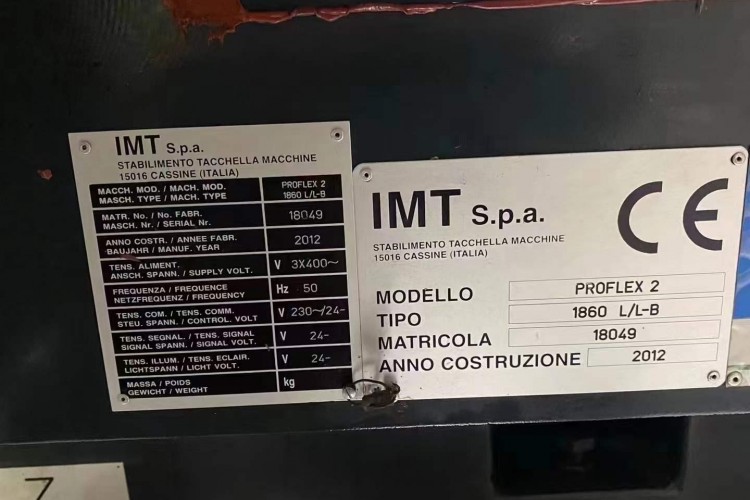 IMT S.p.a.
STABILIMENTO TACCHELLA MACCHINE
15016 CASSINE (ITALIA)
MACCH. MOD. / MACH. MOD.
MASCH. TYPE / MACH. TYPE
PROFLEX 2
1860 L/L-B
MATR. No. / No. FABR.
MASCH. Nr. / SERIAL Nr.
18049
ANNO COSTR. / ANNEE FABR.
BAUJAHR / MANUF. YEAR
2012
TENS. ALIMENT.
ANSCH. SPANN. / SUPPLY VOLT.
V 3X400~
FREQUENZA / FREQUENCE
NETZFREQUENZ / FREQUENCY
Hz 50
TENS. COM. / TENS. COMM.
STEU. SPANN. / CONTROL. VOLT
V 230~/24-
TENS. SEGNAL. / TENS. SIGNAL
SIGNAL SPANN. / SIGNAL VOLT.
V 24-
TENS. ILLUM. / TENS. ECLAIR.
LICHTSPANN / LICHT VOLT.
V 24-
MASSA / POIDS
GEWICHT / WEIGHT
kg
IMT S.p.a.
STABILIMENTO TACCHELLA MACCHINE
15016 CASSINE (ITALIA)
CE
MODELLO PROFLEX 2
TIPO 1860 L/L-B
MATRICOLA 18049
ANNO COSTRUZIONE 2012
7